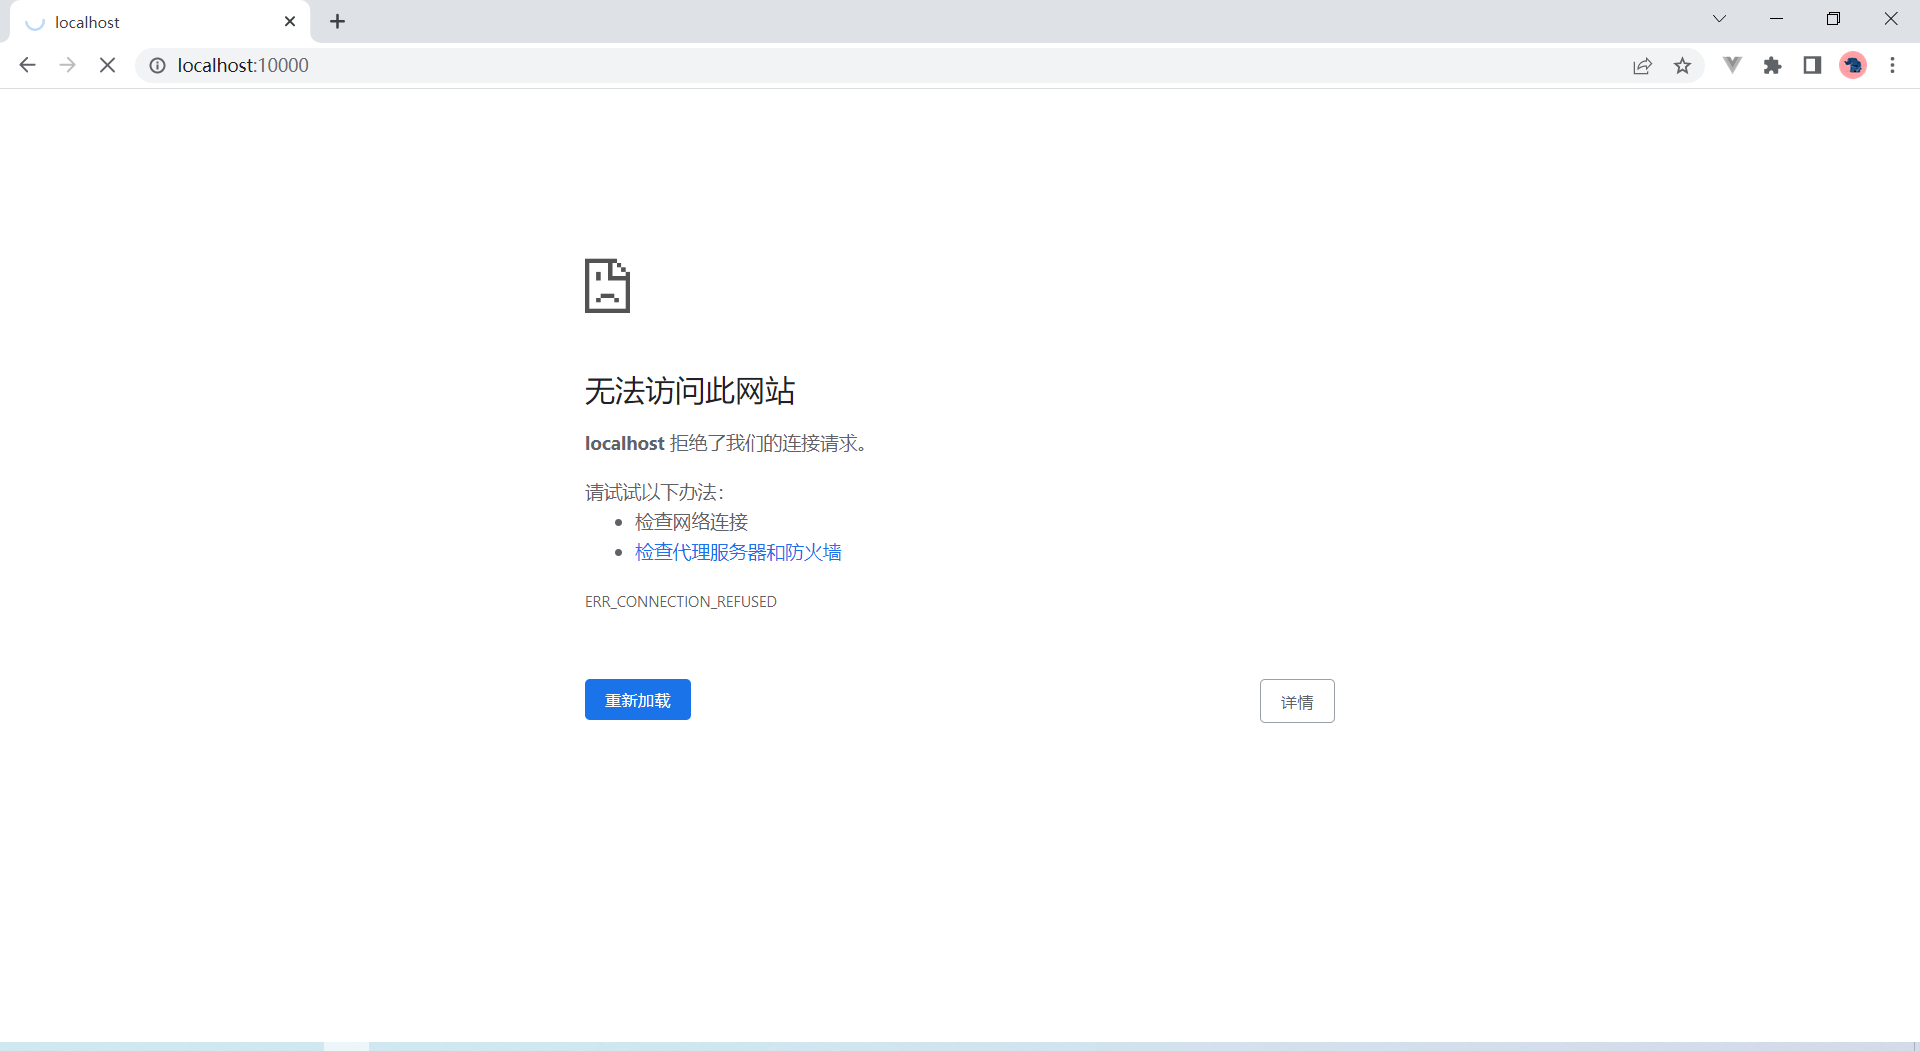 localhost
localhost:10000
无法访问此网站
localhost 拒绝了我们的连接请求。
请试试以下办法：
检查网络连接
检查代理服务器和防火墙
ERR_CONNECTION_REFUSED
重新加载
详情